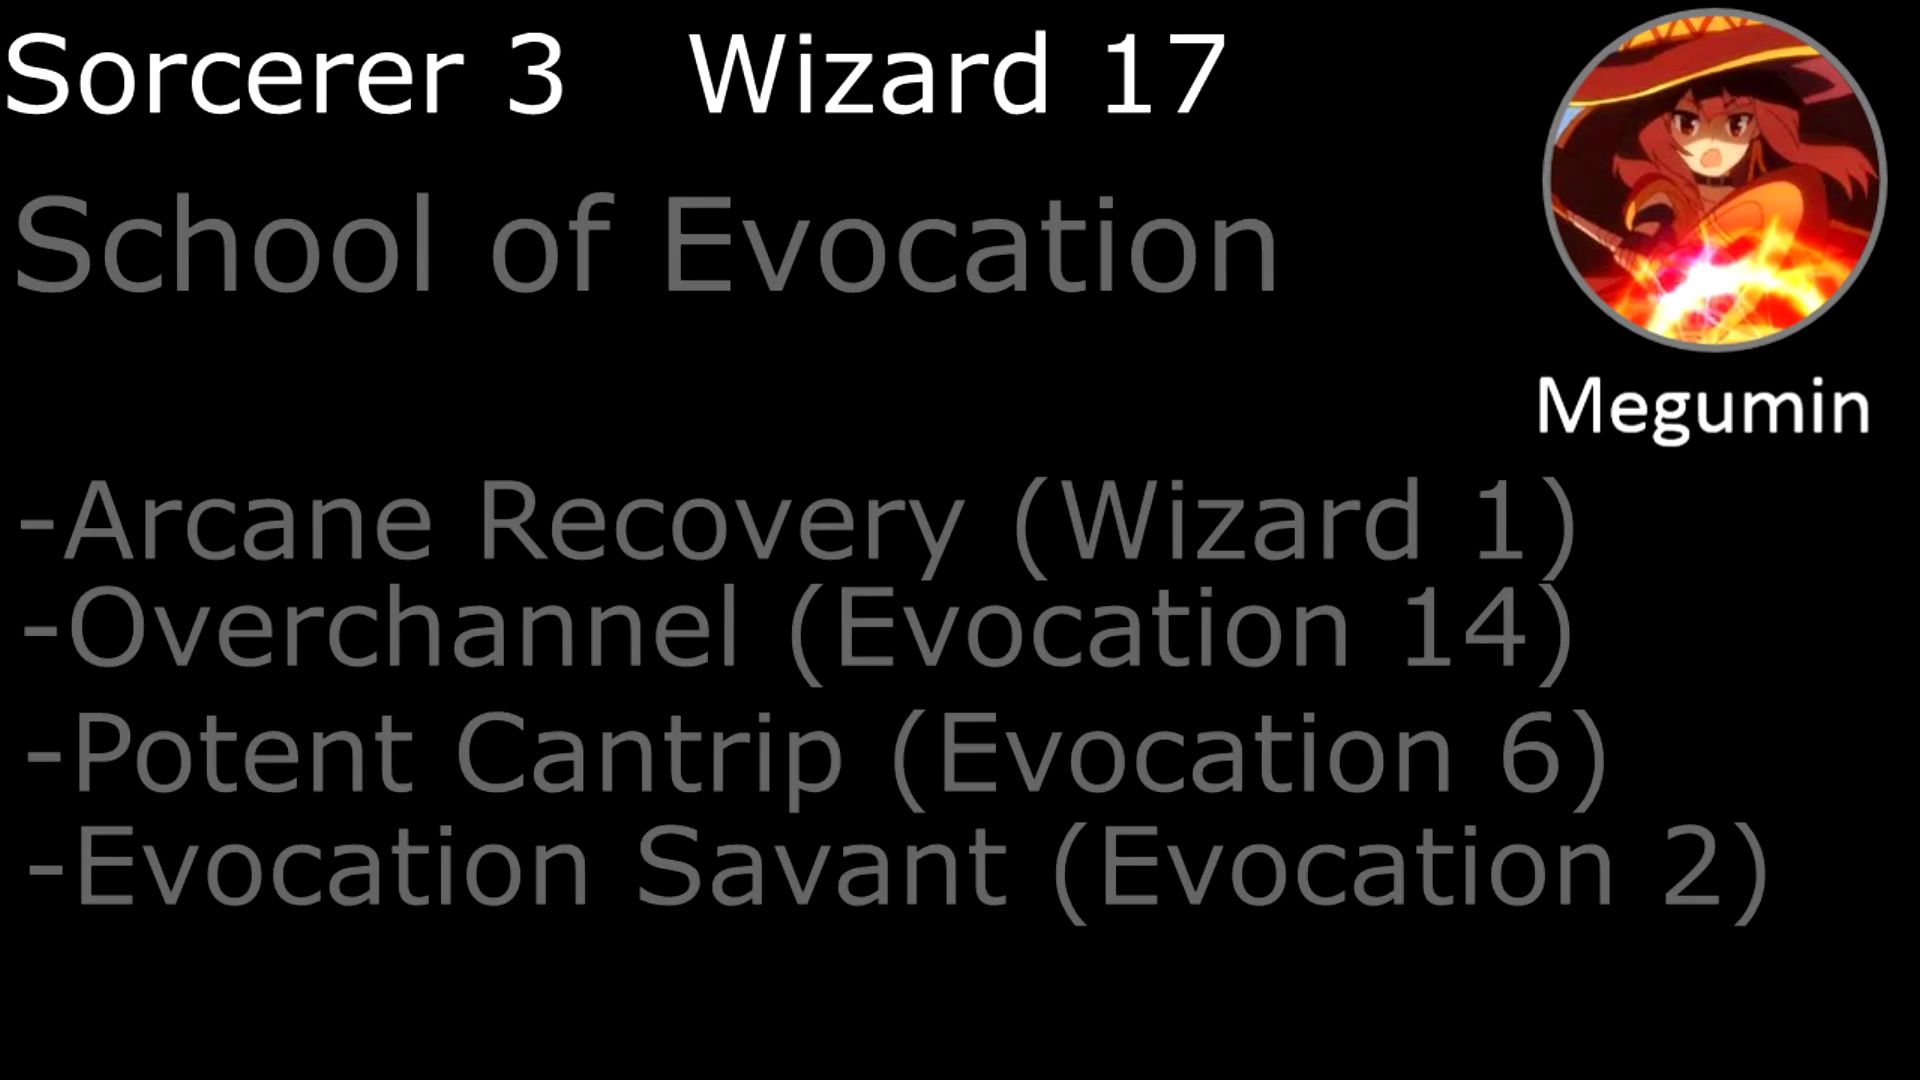 Sorcerer 3   Wizard 17
School of Evocation
Megumin
-Arcane Recovery (Wizard 1)
-Overchannel (Evocation 14)
-Potent Cantrip (Evocation 6)
-Evocation Savant (Evocation 2)